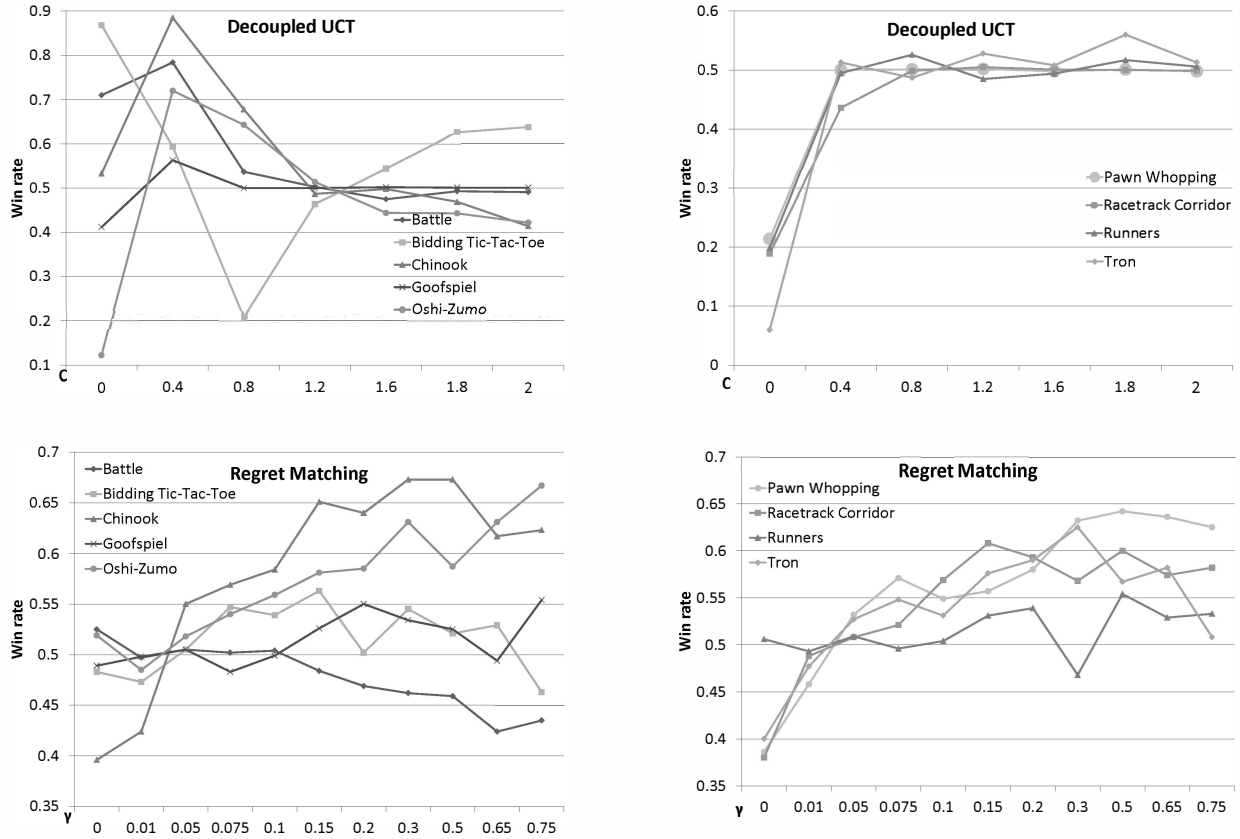 Decoupled UCT
Win rate
0.9
0.8
0.7
0.6
0.5
0.4
0.3
0.2
0.1
C
0 0.4 0.8 1.2 1.6 1.8 2
Battle
Bidding Tic-Tac-Toe
Chinook
Goofspiel
Oshi-Zumo
Decoupled UCT
Win rate
0.6
0.5
0.4
0.3
0.2
0.1
0
C
0 0.4 0.8 1.2 1.6 1.8 2
Pawn Whopping
Racetrack Corridor
Runners
Tron
Regret Matching
Win rate
0.7
0.65
0.6
0.55
0.5
0.45
0.4
0.35
γ
0 0.01 0.05 0.075 0.1 0.15 0.2 0.3 0.5 0.65 0.75
Battle
Bidding Tic-Tac-Toe
Chinook
Goofspiel
Oshi-Zumo
Regret Matching
Win rate
0.7
0.65
0.6
0.55
0.5
0.45
0.4
0.35
γ
0 0.01 0.05 0.075 0.1 0.15 0.2 0.3 0.5 0.65 0.75
Pawn Whopping
Racetrack Corridor
Runners
Tron